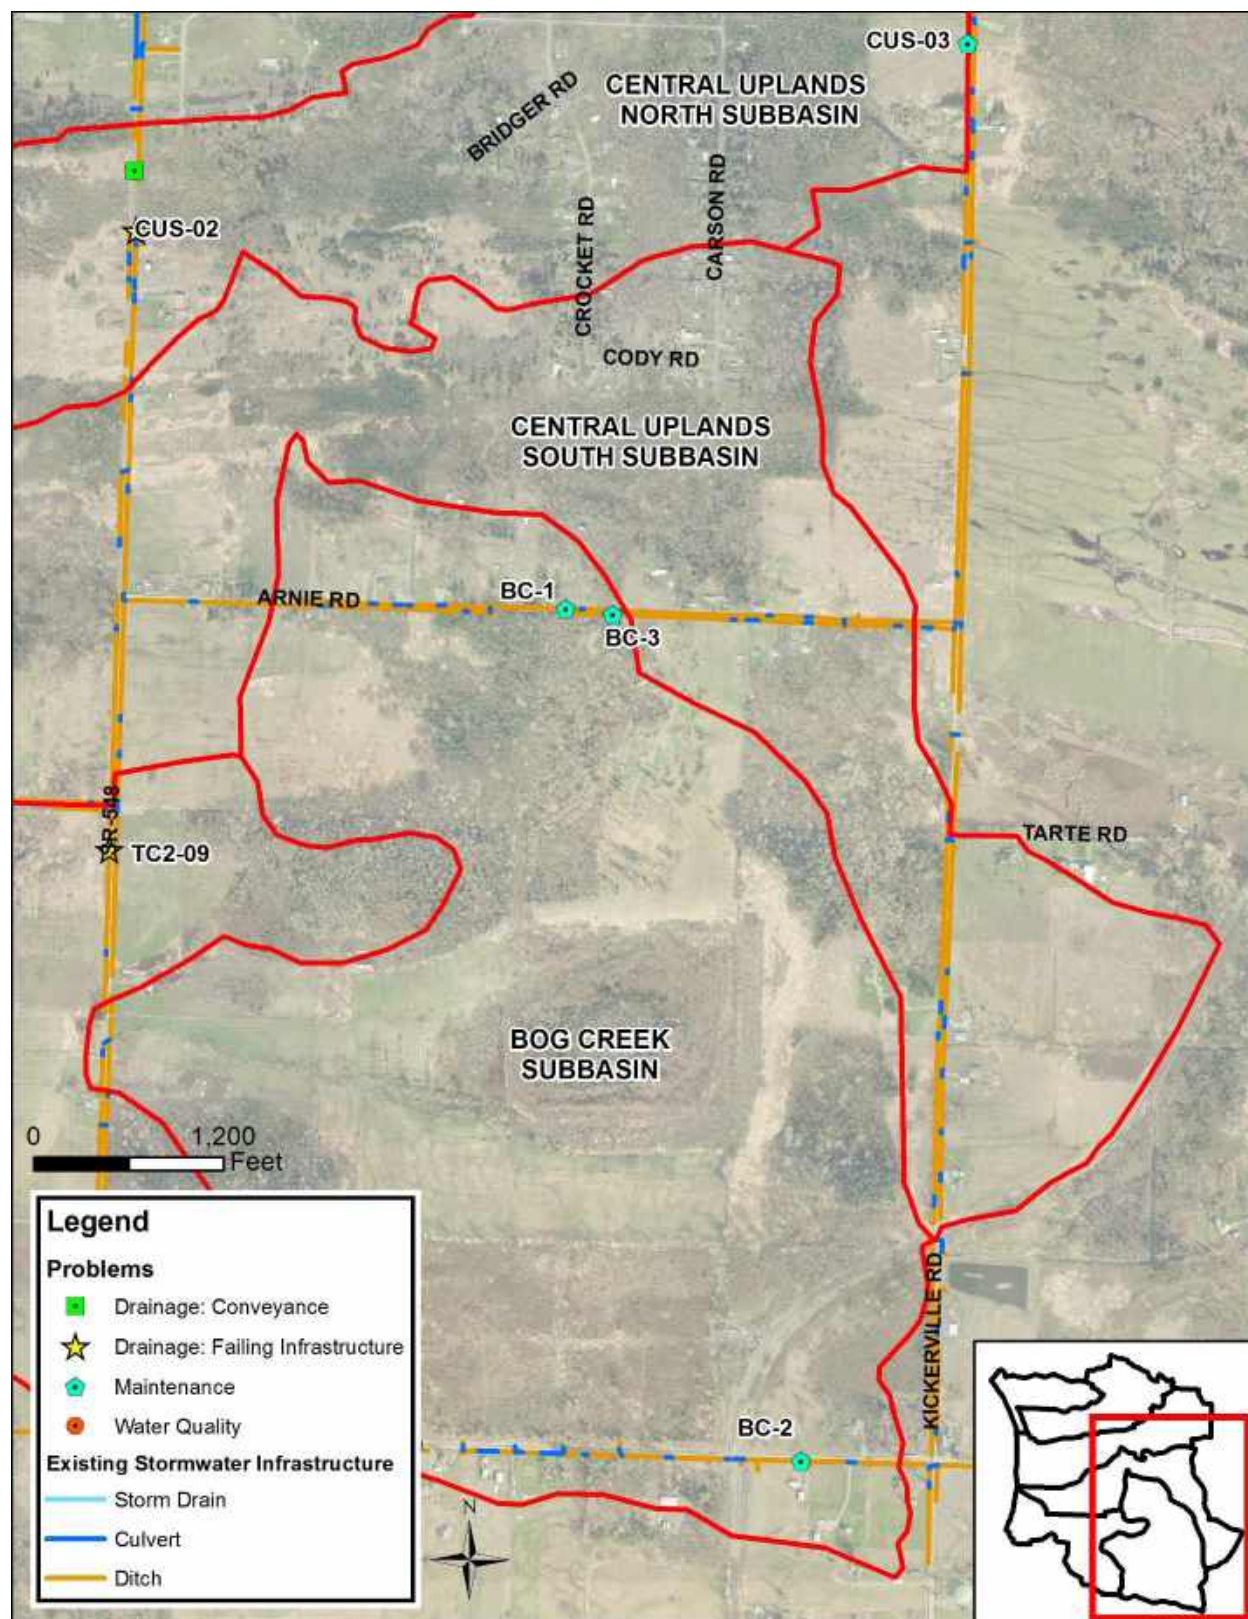 CUS-03
CENTRAL UPLANDS
NORTH SUBBASIN
BRIDGER RD
CARSON RD
CROCKET RD
CUS-02
CODY RD
CENTRAL UPLANDS
SOUTH SUBBASIN
BC-1
ARNIE RD
BC-3
SR-548
TC2-09
TARTE RD
BOG CREEK
SUBBASIN
0 1,200
Feet
KICKERVILLE RD
BC-2
N
Legend
Problems
Drainage: Conveyance
Drainage: Failing Infrastructure
Maintenance
Water Quality
Existing Stormwater Infrastructure
Storm Drain
Culvert
Ditch